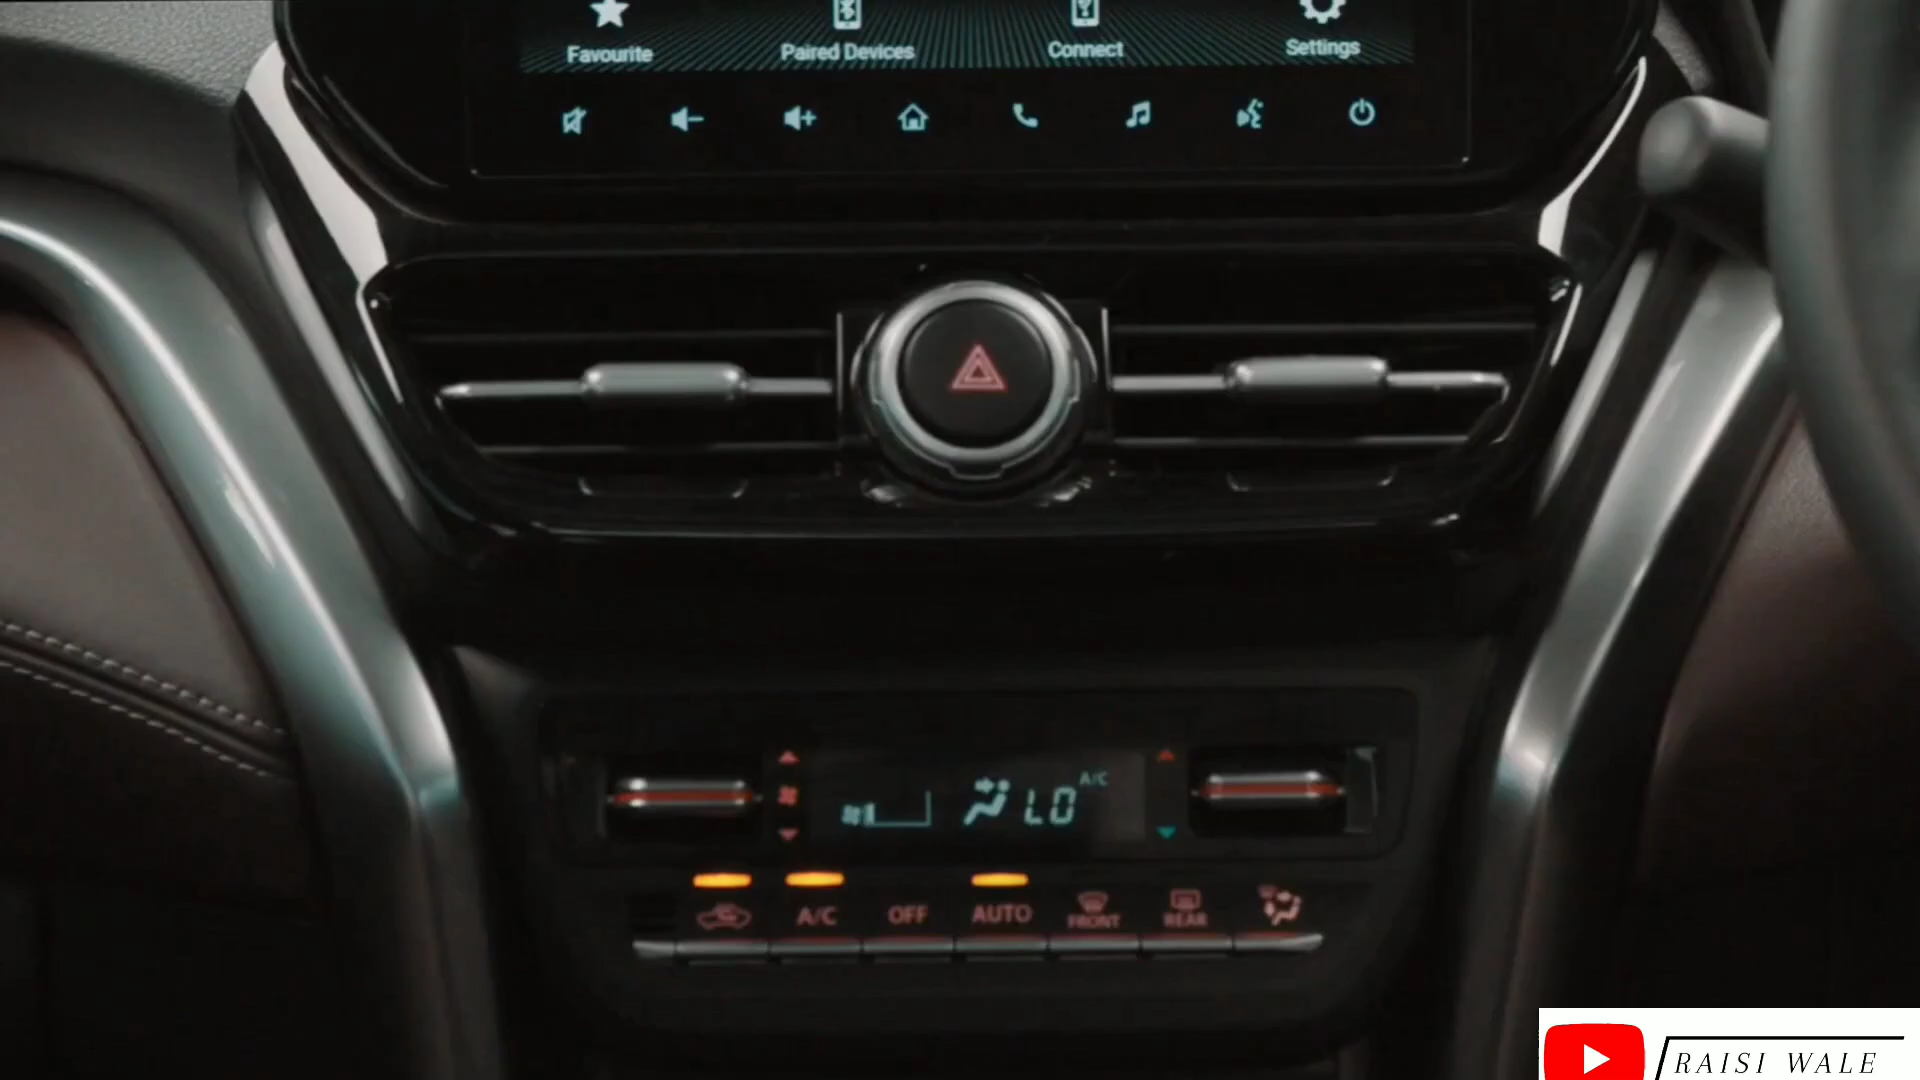 Favourite Paired Devices Connect Settings
A/C
LO
A/C OFF AUTO FRONT REAR
RAISI WALE